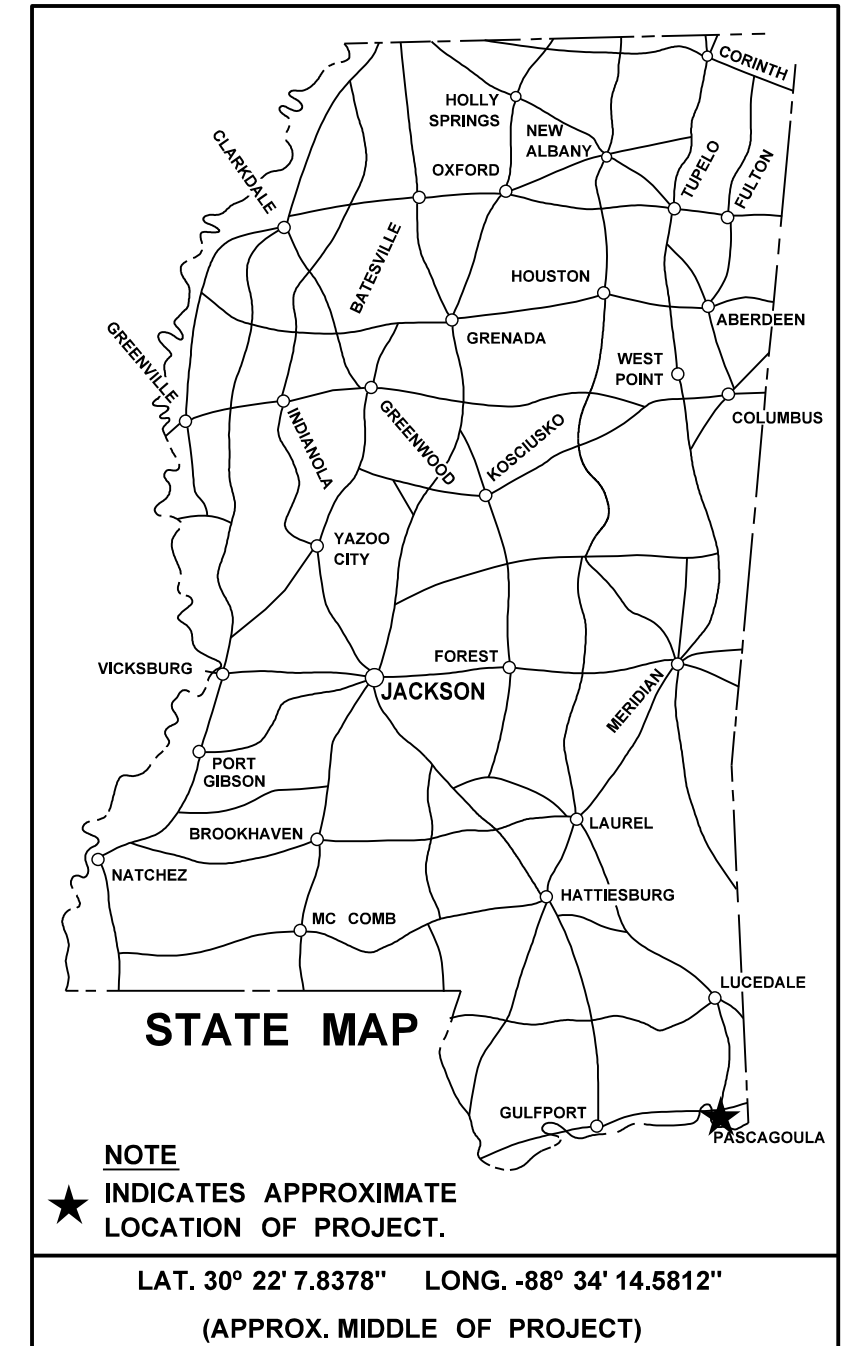 CORINTH
HOLLY
SPRINGS
NEW
ALBANY
CLARKDALE
OXFORD
TUPELO
FULTON
BATESVILLE
HOUSTON
ABERDEEN
GRENADA
GREENVILLE
WEST
POINT
COLUMBUS
INDIANOLA
GREENWOOD
KOSCIUSKO
YAZOO
CITY
VICKSBURG
FOREST
JACKSON
MERIDIAN
PORT
GIBSON
BROOKHAVEN
LAUREL
NATCHEZ
HATTIESBURG
MC COMB
LUCEDALE
STATE MAP
GULFPORT
PASCAGOULA
NOTE
INDICATES APPROXIMATE
LOCATION OF PROJECT.
LAT. 30º 22' 7.8378" LONG. -88º 34' 14.5812"
(APPROX. MIDDLE OF PROJECT)